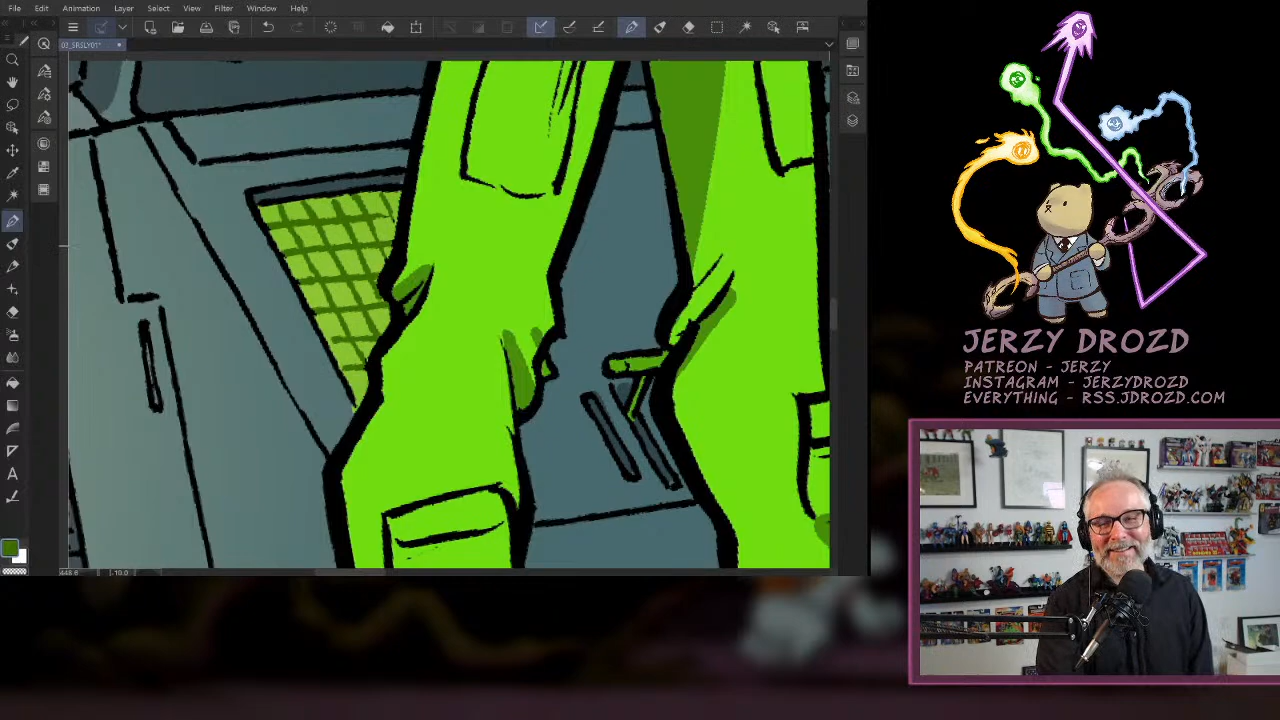 File Edit Animation Layer Select View Filter Window Help
03_SRSLY01*
JERZY DROZD
PATREON - JERZY
INSTAGRAM - JERZYDROZD
EVERYTHING - RSS.JDROZD.COM